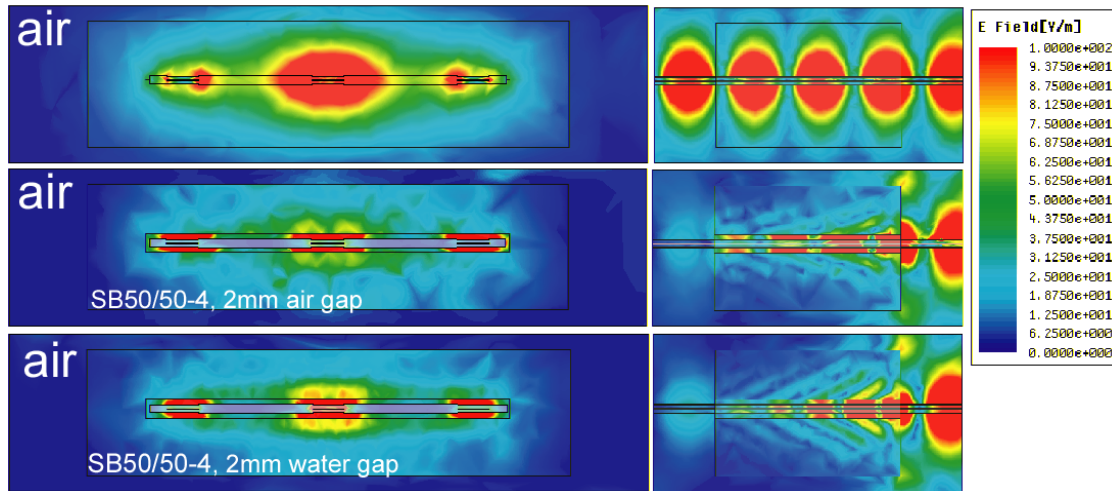 air
E Field[V/m]
1.0000e+002
9.3750e+001
8.7500e+001
8.1250e+001
7.5000e+001
6.8750e+001
6.2500e+001
5.6250e+001
5.0000e+001
4.3750e+001
3.7500e+001
3.1250e+001
2.5000e+001
1.8750e+001
1.2500e+001
6.2500e+000
0.0000e+000
air
SB50/50-4, 2mm air gap
air
SB50/50-4, 2mm water gap